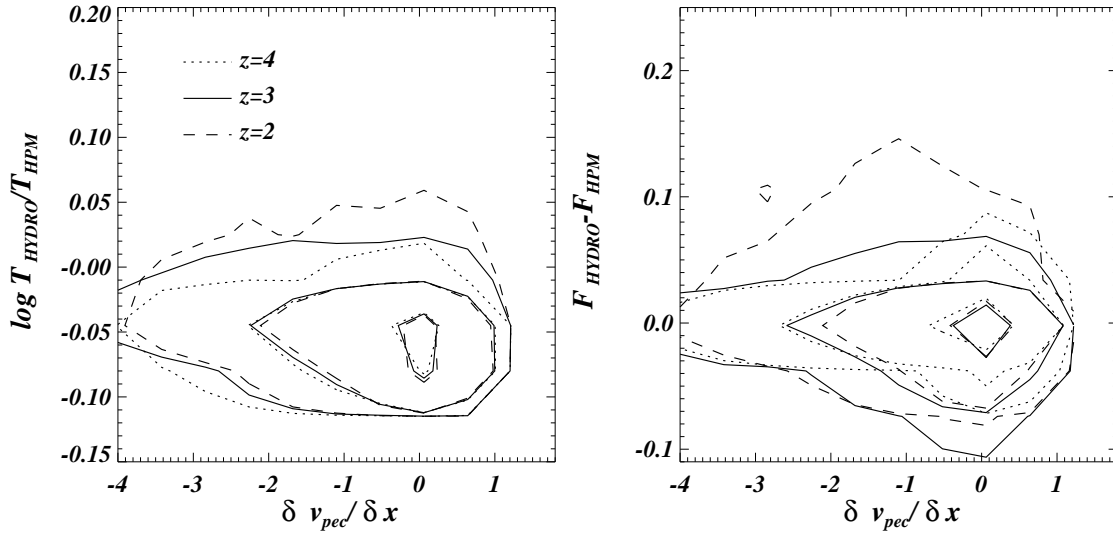 0.20
0.15
0.10
0.05
-0.00
-0.05
-0.10
-0.15
log T HYDRO/T HPM
z=4
z=3
z=2
-4 -3 -2 -1 0 1
δ v pec / δ x
0.2
0.1
0.0
-0.1
F HYDRO-F HPM
-4 -3 -2 -1 0 1
δ v pec / δ x